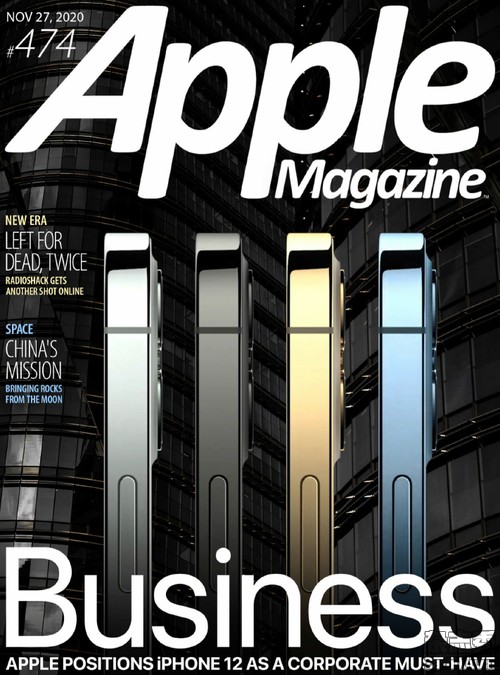 NOV 27, 2020
#474
Apple
Magazine
NEW ERA
LEFT FOR
DEAD, TWICE
RADIOSHACK GETS
ANOTHER SHOT ONLINE
SPACE
CHINA'S
MISSION
BRINGING ROCKS
FROM THE MOON
Business
APPLE POSITIONS iPHONE 12 AS A CORPORATE MUST-HAVE